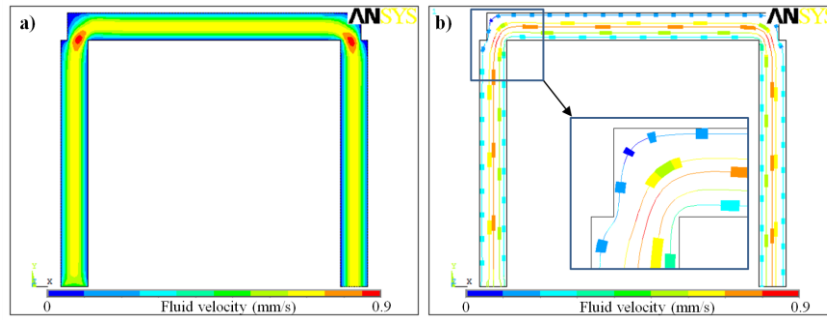 a)
ANSYS
Z
X
0
0.9
Fluid velocity (mm/s)
b)
ANSYS
Z
X
0
0.9
Fluid velocity (mm/s)